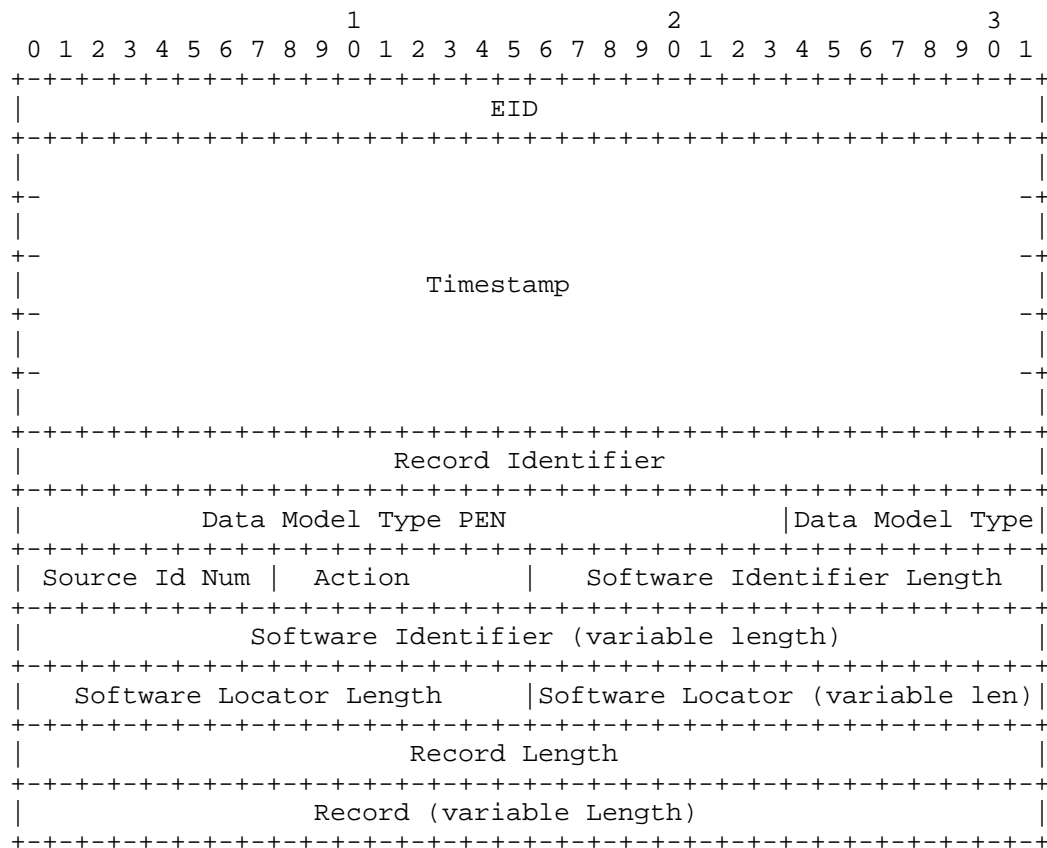 1                   2                   3
 0 1 2 3 4 5 6 7 8 9 0 1 2 3 4 5 6 7 8 9 0 1 2 3 4 5 6 7 8 9 0 1
+-+-+-+-+-+-+-+-+-+-+-+-+-+-+-+-+-+-+-+-+-+-+-+-+-+-+-+-+-+-+-+-+
|                              EID                              |
+-+-+-+-+-+-+-+-+-+-+-+-+-+-+-+-+-+-+-+-+-+-+-+-+-+-+-+-+-+-+-+-+
|                                                               |
+-                                                             -+
|                                                               |
+-                                                             -+
|                          Timestamp                            |
+-                                                             -+
|                                                               |
+-                                                             -+
|                                                               |
+-+-+-+-+-+-+-+-+-+-+-+-+-+-+-+-+-+-+-+-+-+-+-+-+-+-+-+-+-+-+-+-+
|                       Record Identifier                       |
+-+-+-+-+-+-+-+-+-+-+-+-+-+-+-+-+-+-+-+-+-+-+-+-+-+-+-+-+-+-+-+-+
|           Data Model Type PEN                 |Data Model Type|
+-+-+-+-+-+-+-+-+-+-+-+-+-+-+-+-+-+-+-+-+-+-+-+-+-+-+-+-+-+-+-+-+
| Source Id Num |  Action       |   Software Identifier Length  |
+-+-+-+-+-+-+-+-+-+-+-+-+-+-+-+-+-+-+-+-+-+-+-+-+-+-+-+-+-+-+-+-+
|              Software Identifier (variable length)            |
+-+-+-+-+-+-+-+-+-+-+-+-+-+-+-+-+-+-+-+-+-+-+-+-+-+-+-+-+-+-+-+-+
|   Software Locator Length     |Software Locator (variable len)|
+-+-+-+-+-+-+-+-+-+-+-+-+-+-+-+-+-+-+-+-+-+-+-+-+-+-+-+-+-+-+-+-+
|                        Record Length                          |
+-+-+-+-+-+-+-+-+-+-+-+-+-+-+-+-+-+-+-+-+-+-+-+-+-+-+-+-+-+-+-+-+
|                  Record (variable Length)                     |
+-+-+-+-+-+-+-+-+-+-+-+-+-+-+-+-+-+-+-+-+-+-+-+-+-+-+-+-+-+-+-+-+